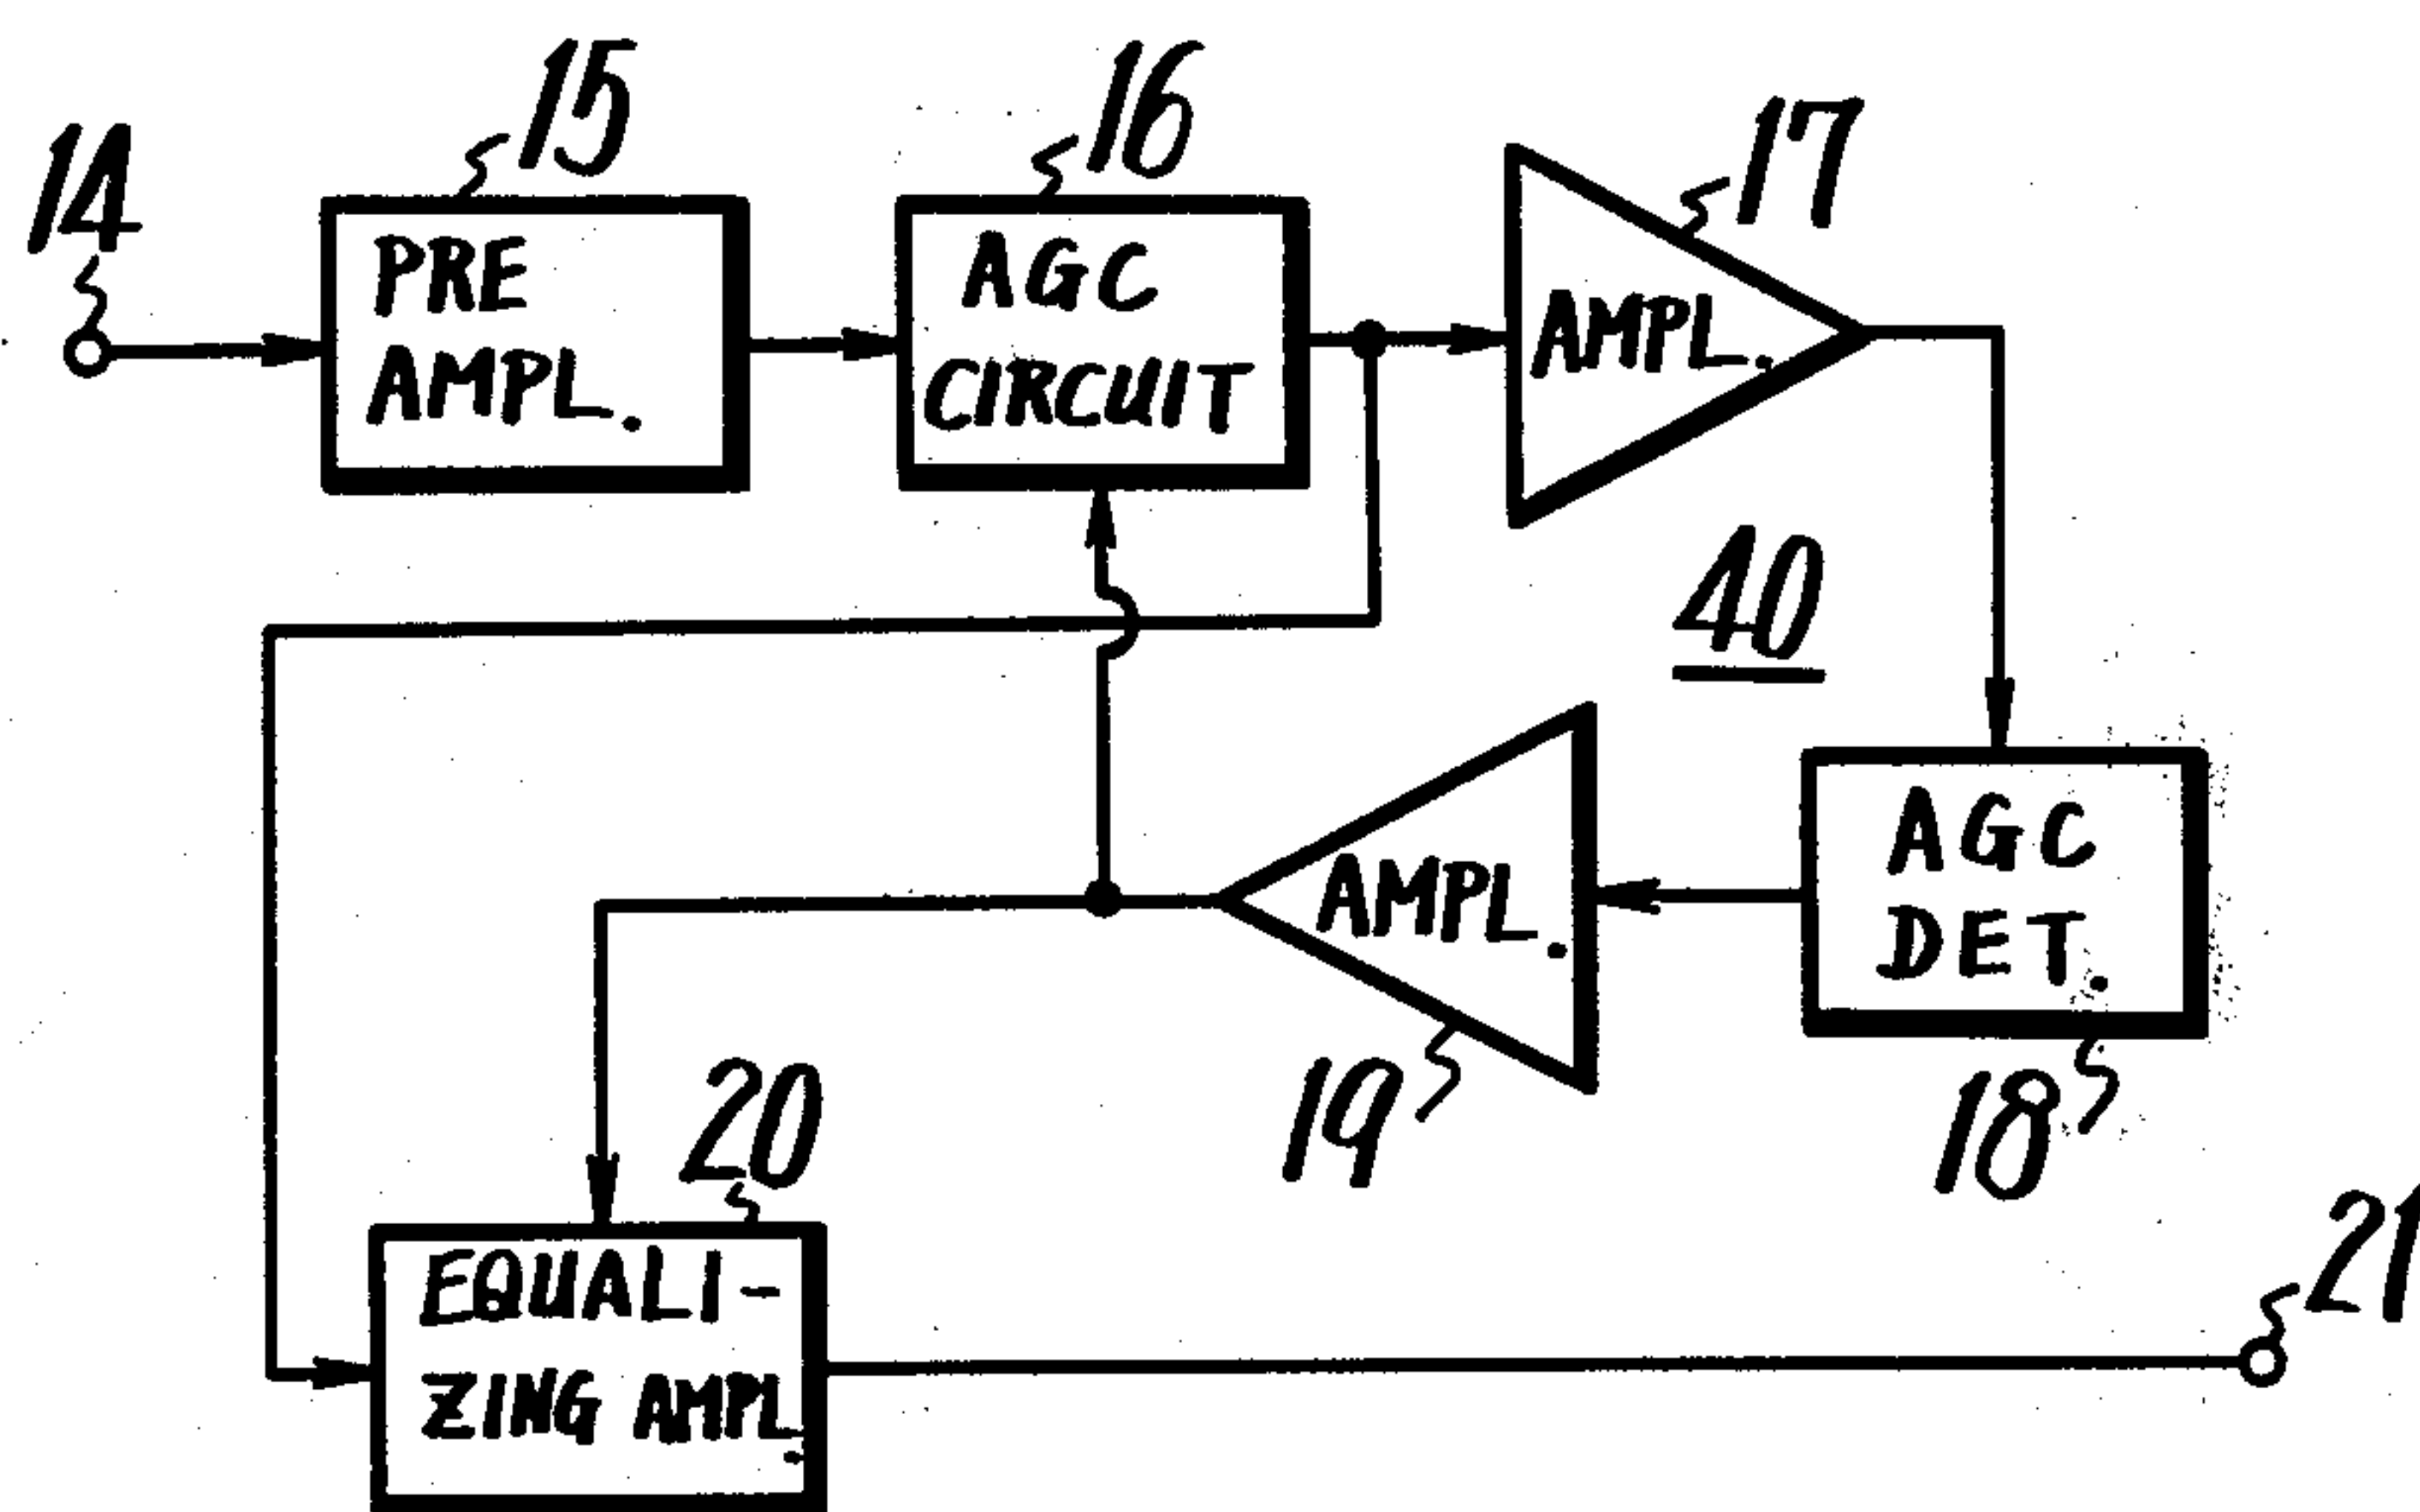 14
15
16
17
PRE
AMPL.
AGC
CIRCUIT
AMPL.
40
AMPL.
AGC
DET.
19
18
20
21
EQUALI-
ZING AMPL.